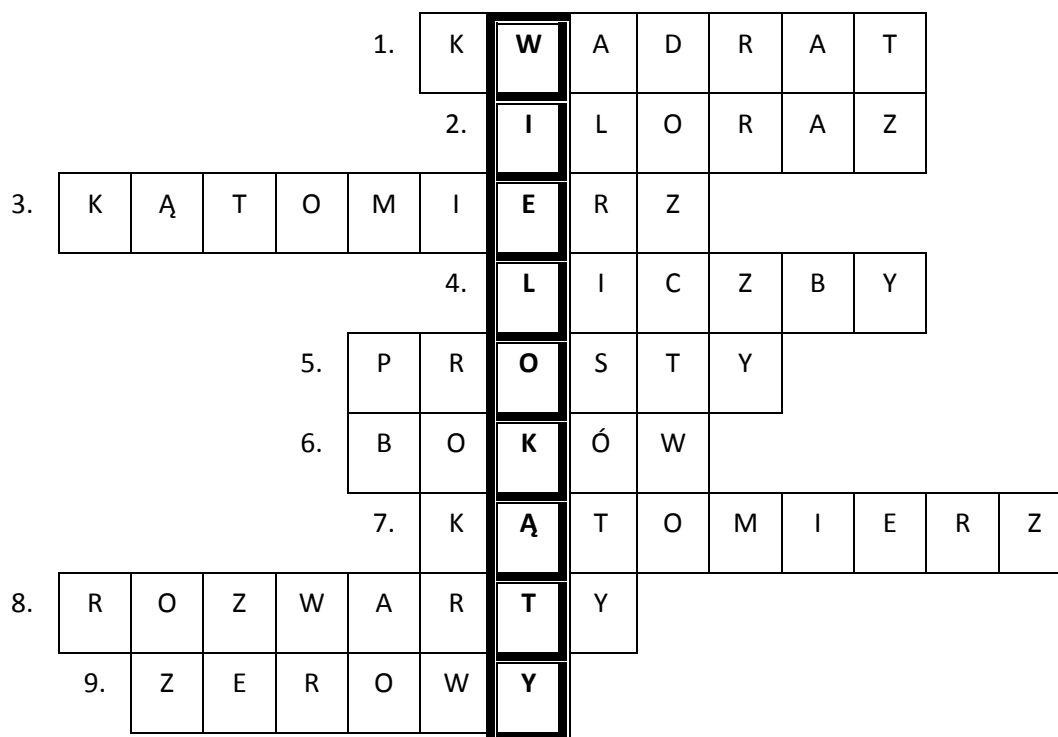 1. K W A D R A T
2. I L O R A Z
3. K Ą T O M I E R Z
4. L I C Z B Y
5. P R O S T Y
6. B O K Ó W
7. K Ą T O M I E R Z
8. R O Z W A R T Y
9. Z E R O W Y